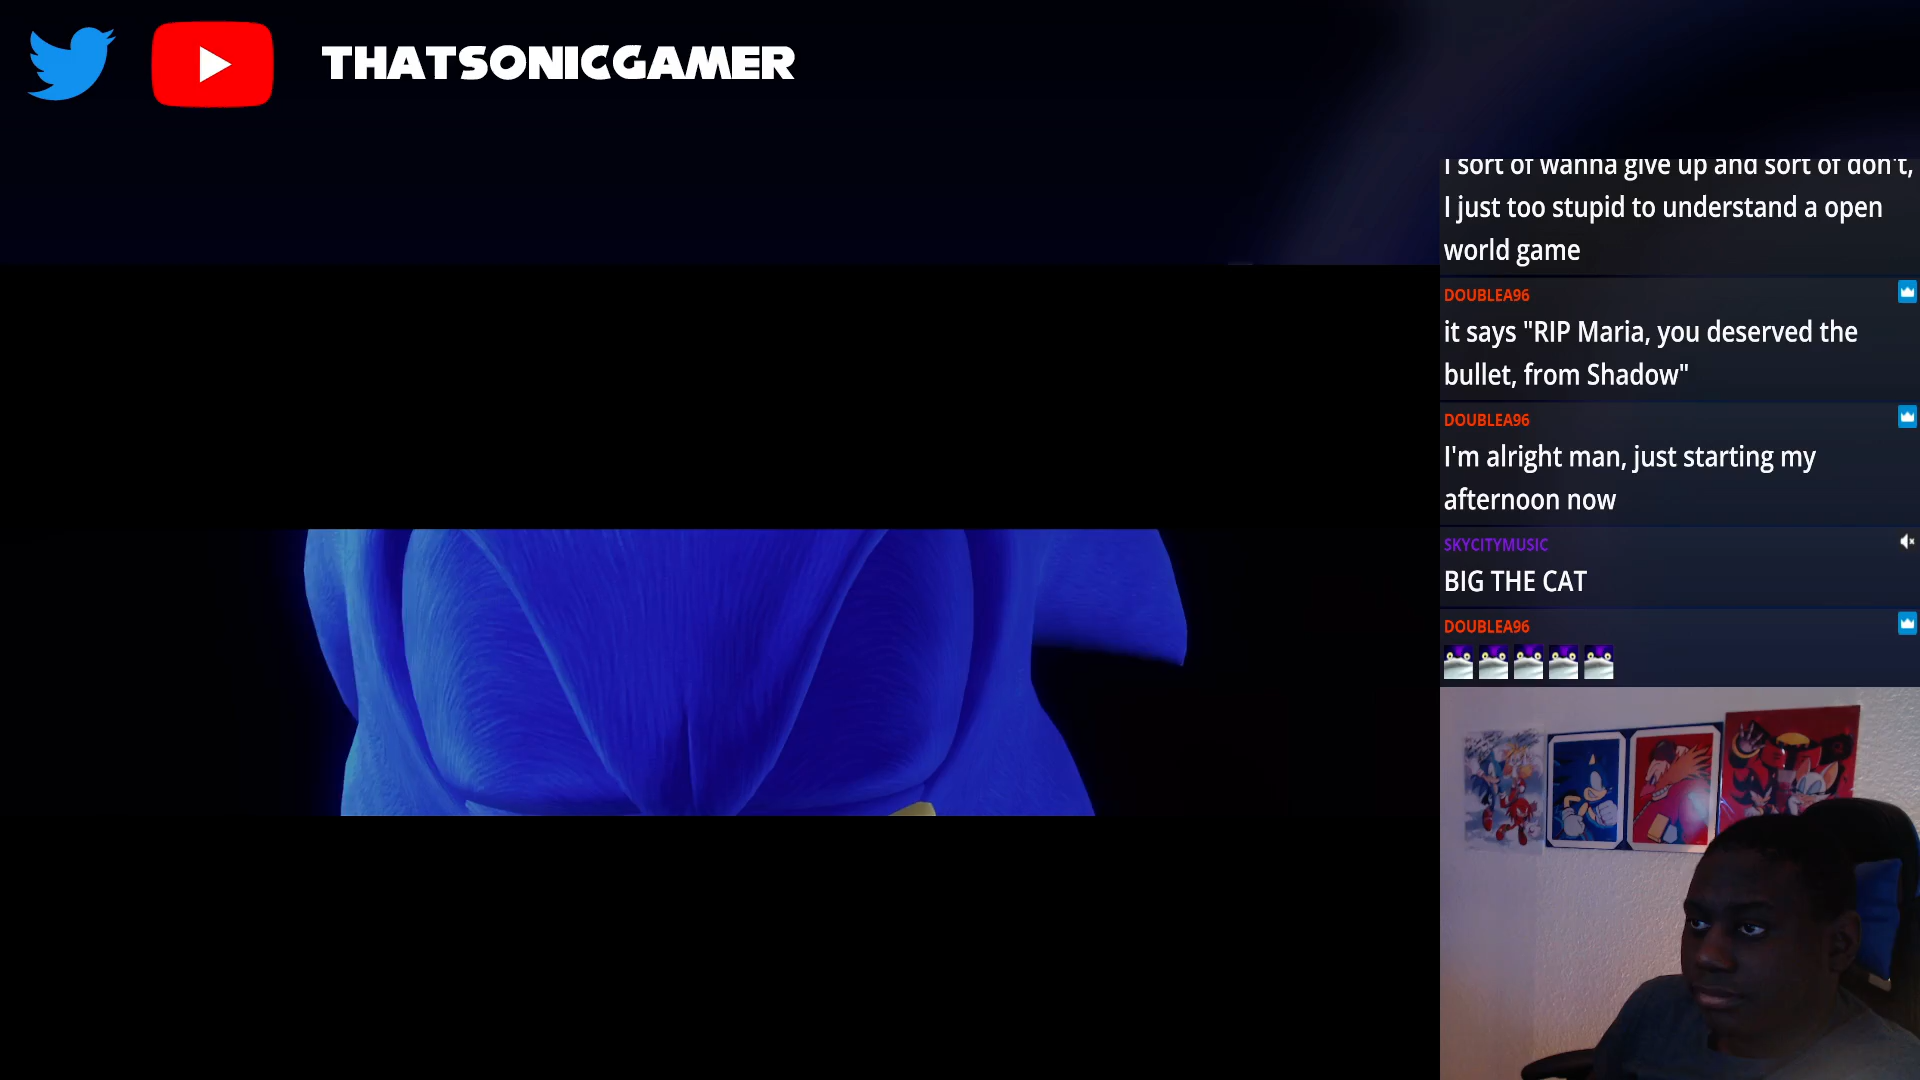 THATSONICGAMER
I sort of wanna give up and sort of don't,
I just too stupid to understand a open
world game
DOUBLEA96
it says "RIP Maria, you deserved the
bullet, from Shadow"
DOUBLEA96
I'm alright man, just starting my
afternoon now
SKYCITYMUSIC
BIG THE CAT
DOUBLEA96